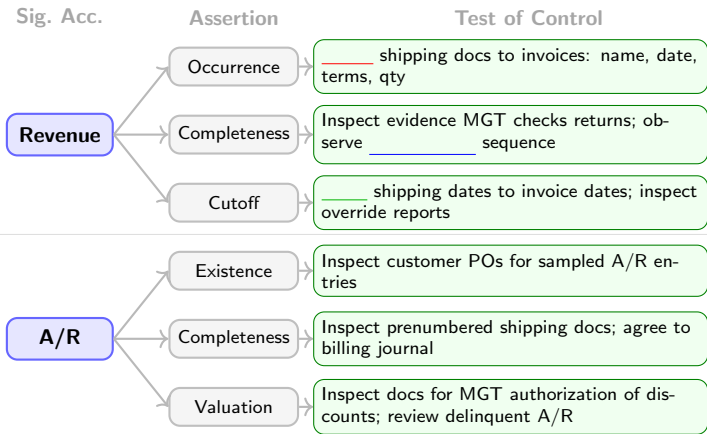 Sig. Acc. Assertion Test of Control
Occurrence
shipping docs to invoices: name, date,
terms, qty
Revenue
Completeness
Inspect evidence MGT checks returns; ob-
serve sequence
Cutoff
shipping dates to invoice dates; inspect
override reports
Existence
Inspect customer POs for sampled A/R en-
tries
A/R
Completeness
Inspect prenumbered shipping docs; agree to
billing journal
Valuation
Inspect docs for MGT authorization of dis-
counts; review delinquent A/R